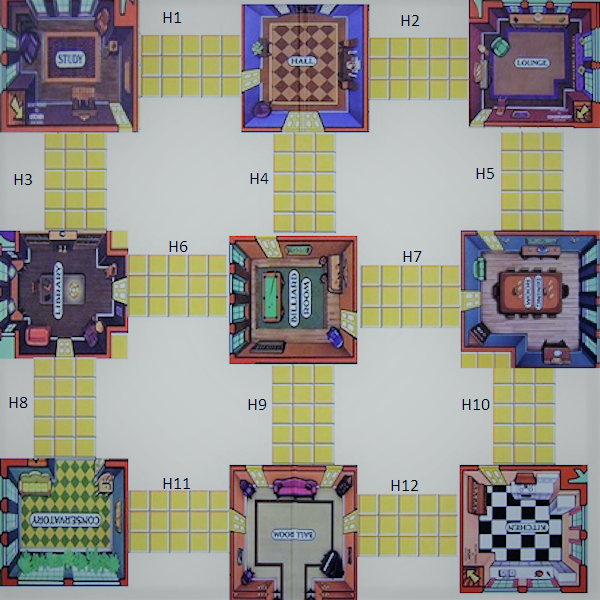 H1
H2
STUDY
HALL
LOUNGE
H3
H4
H5
H6
H7
LIBRARY
BILLIARD
ROOM
DINING
ROOM
H8
H9
H10
H11
H12
CONSERVATORY
BALL ROOM
KITCHEN